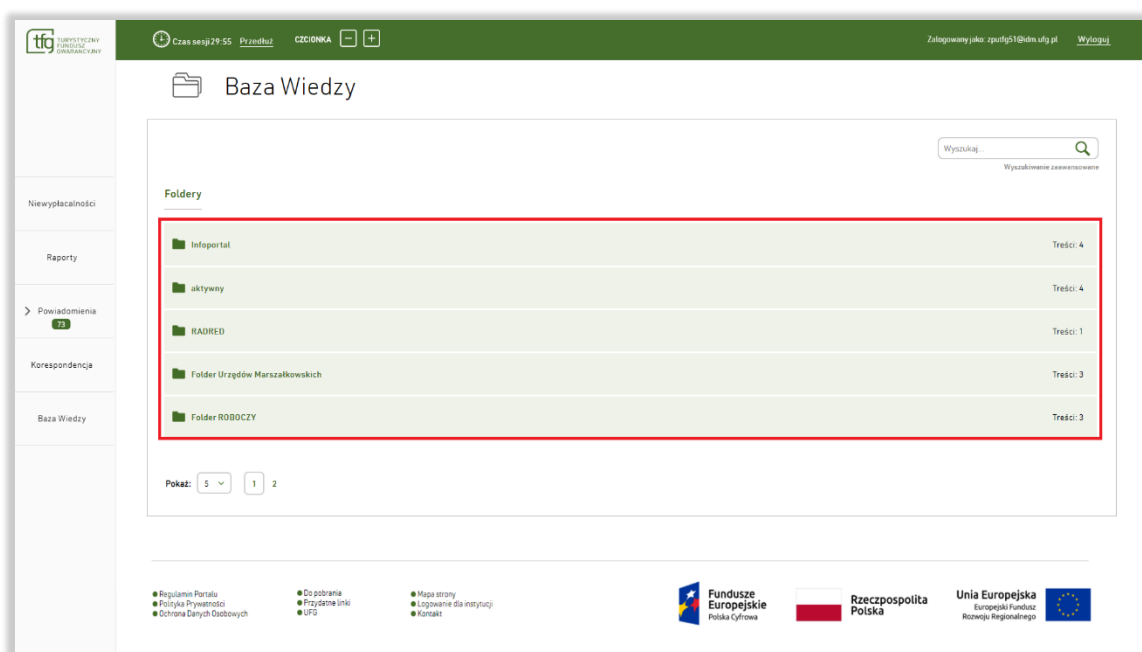 tfg TURYSTYCZNY
FUNDUSZ
GWARANCYJNY
Czas sesji 29:55 Przedłuż CZCIONKA - +
Zalogowany jako: zputfg51@idm.ufg.pl Wyloguj
Baza Wiedzy
Wyszukaj...
Wyszukiwanie zaawansowane
Foldery
Infoportal Treści: 4
aktywny Treści: 4
RADRED Treści: 1
Folder Urzędów Marszałkowskich Treści: 3
Folder ROBOCZY Treści: 3
Pokaż: 5 1 2
Niewypłacalności
Raporty
Powiadomienia
73
Korespondencja
Baza Wiedzy
Regulamin Portalu
Polityka Prywatności
Ochrona Danych Osobowych
Do pobrania
Przydatne linki
UFG
Mapa strony
Logowanie dla instytucji
Kontakt
Fundusze
Europejskie
Polska Cyfrowa
Rzeczpospolita
Polska
Unia Europejska
Europejski Fundusz
Rozwoju Regionalnego